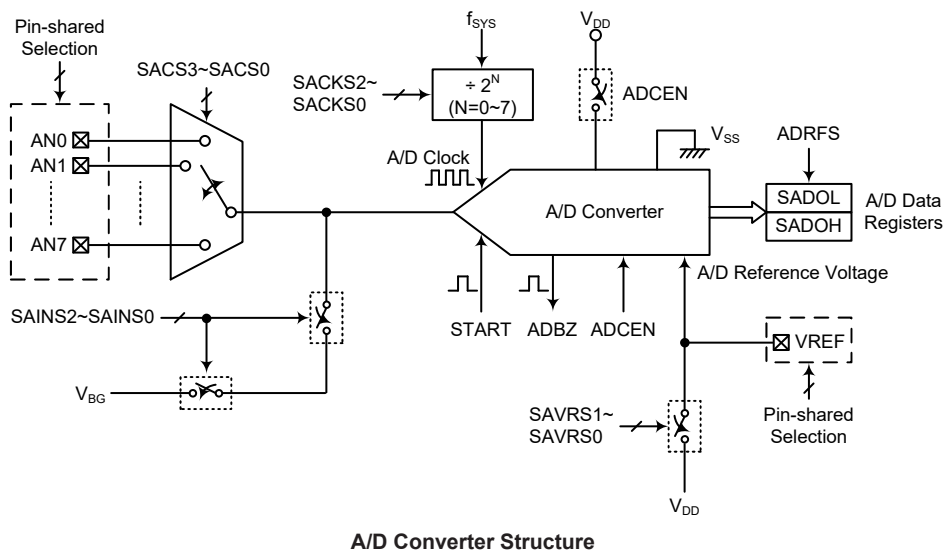 Pin-shared
Selection
SACS3~SACS0
AN0
AN1
AN7
SAINS2~SAINS0
VBG
fSYS
SACKS2~
SACKS0
÷ 2N
(N=0~7)
A/D Clock
VDD
ADCEN
VSS
A/D Converter
ADRFS
SADOL
SADOH
A/D Data
Registers
START
ADBZ
ADCEN
A/D Reference Voltage
VREF
Pin-shared
Selection
SAVRS1~
SAVRS0
VDD
A/D Converter Structure